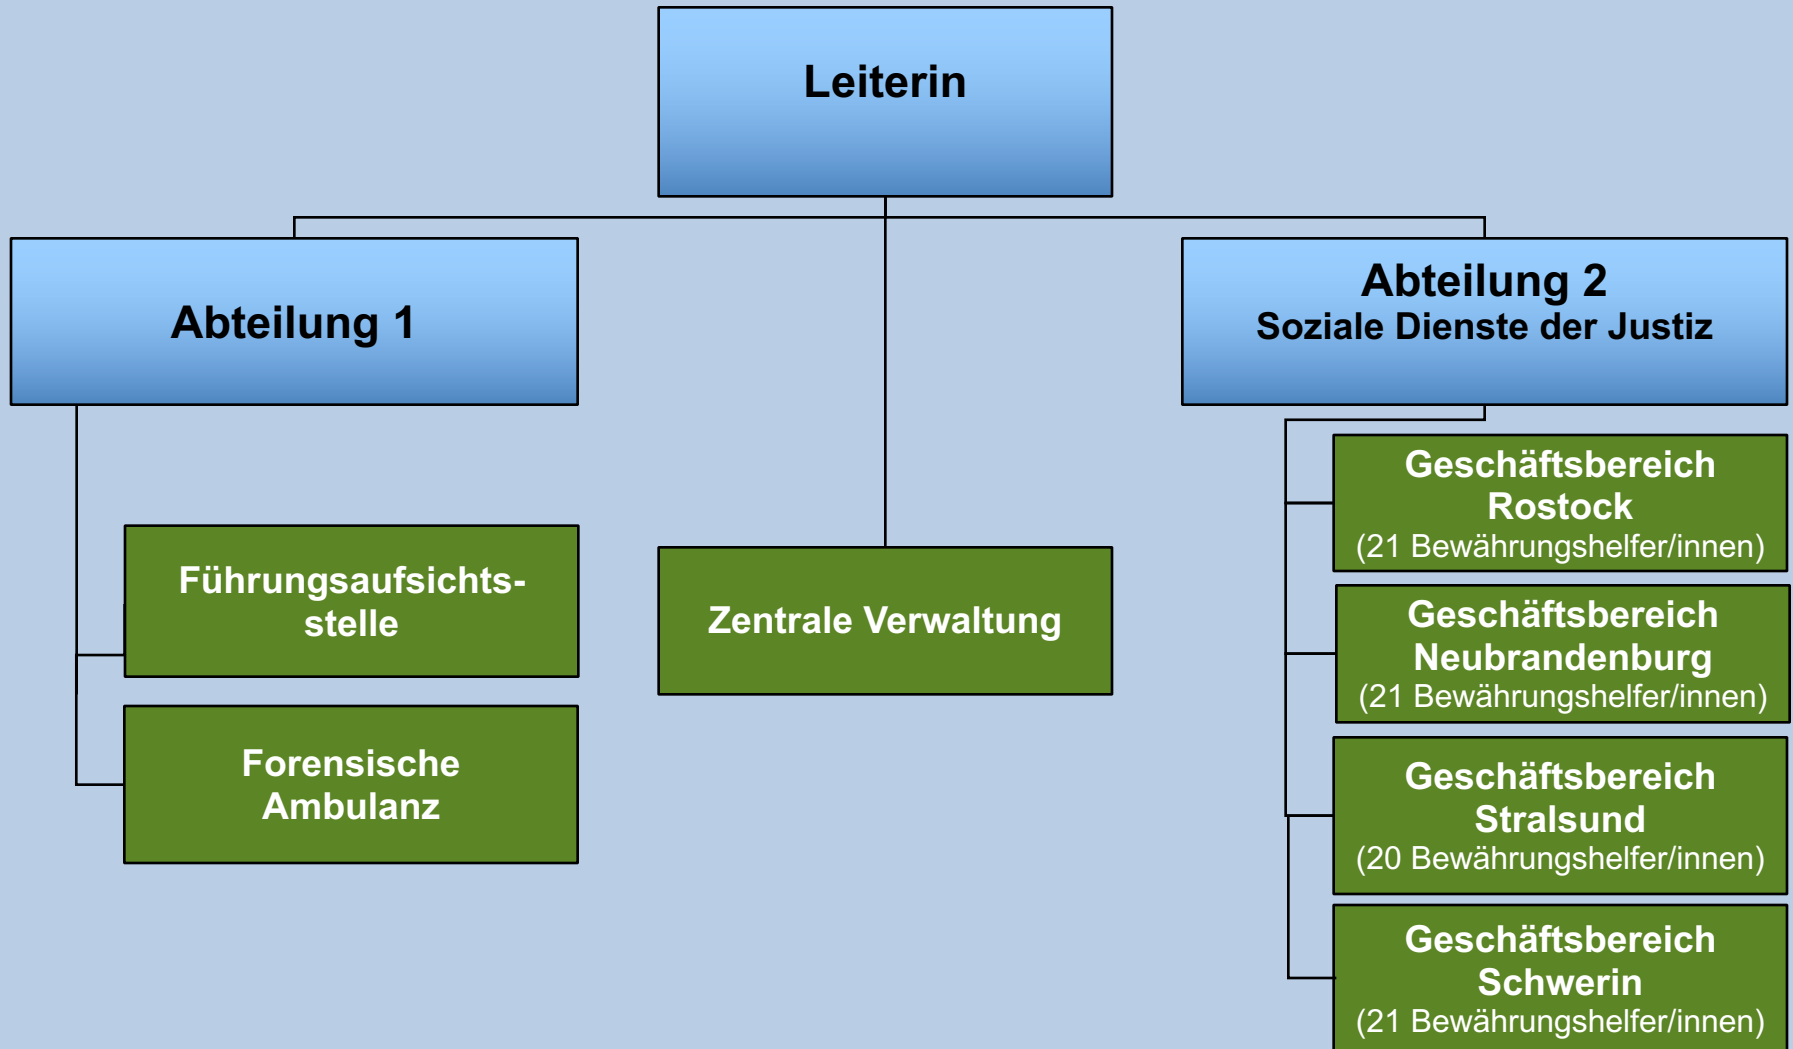 Leiterin
Abteilung 1
Führungsaufsichts-
stelle
Forensische
Ambulanz
Zentrale Verwaltung
Abteilung 2
Soziale Dienste der Justiz
Geschäftsbereich
Rostock
(21 Bewährungshelfer/innen)
Geschäftsbereich
Neubrandenburg
(21 Bewährungshelfer/innen)
Geschäftsbereich
Stralsund
(20 Bewährungshelfer/innen)
Geschäftsbereich
Schwerin
(21 Bewährungshelfer/innen)